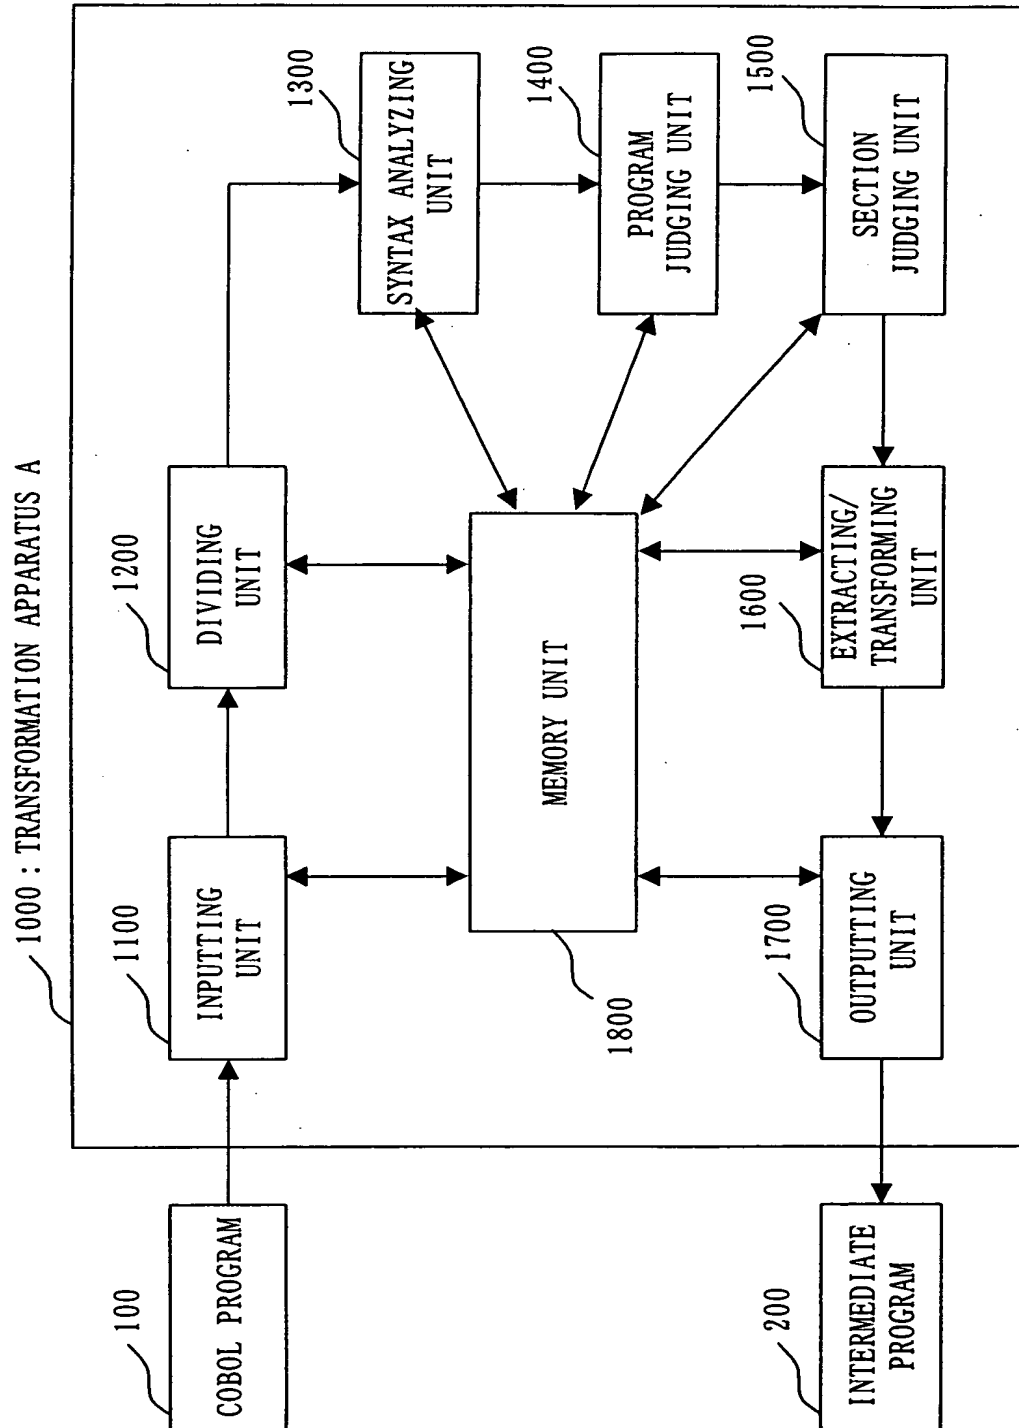 1000 : TRANSFORMATION APPARATUS A
100
COBOL PROGRAM
1100
INPUTTING
UNIT
1200
DIVIDING
UNIT
1300
SYNTAX ANALYZING
UNIT
1400
PROGRAM
JUDGING UNIT
1500
SECTION
JUDGING UNIT
MEMORY UNIT
1800
1600
EXTRACTING/
TRANSFORMING
UNIT
1700
OUTPUTTING
UNIT
200
INTERMEDIATE
PROGRAM